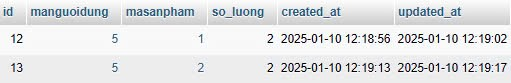 id manguoidung masanpham so_luong created_at updated_at
12 5 1 2 2025-01-10 12:18:56 2025-01-10 12:19:02
13 5 2 2 2025-01-10 12:19:13 2025-01-10 12:19:17